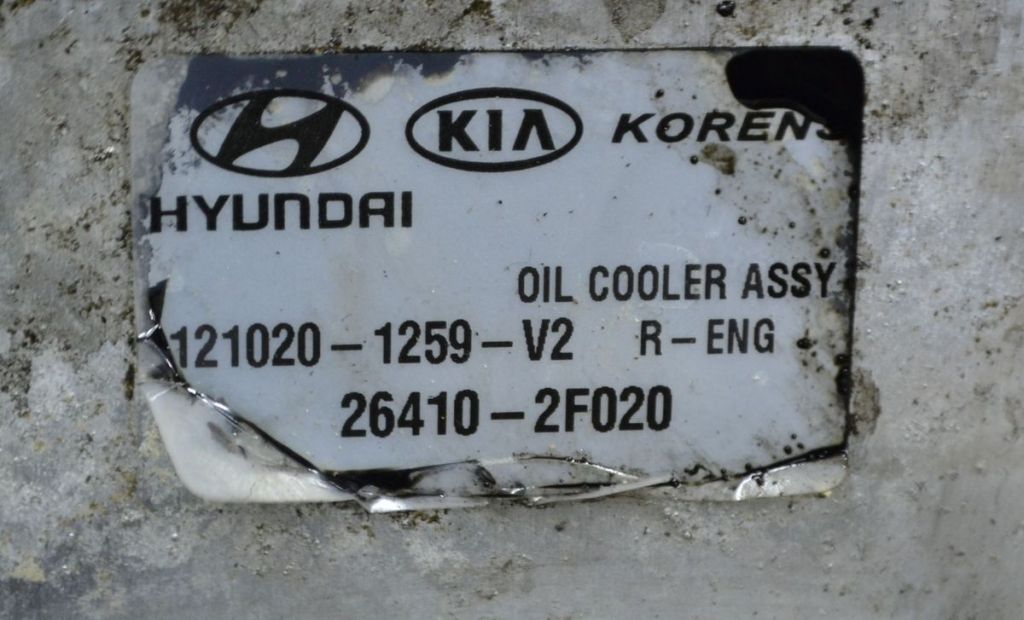 KIA KORENS
HYUNDAI
OIL COOLER ASSY
121020-1259-V2 R-ENG
26410-2F020